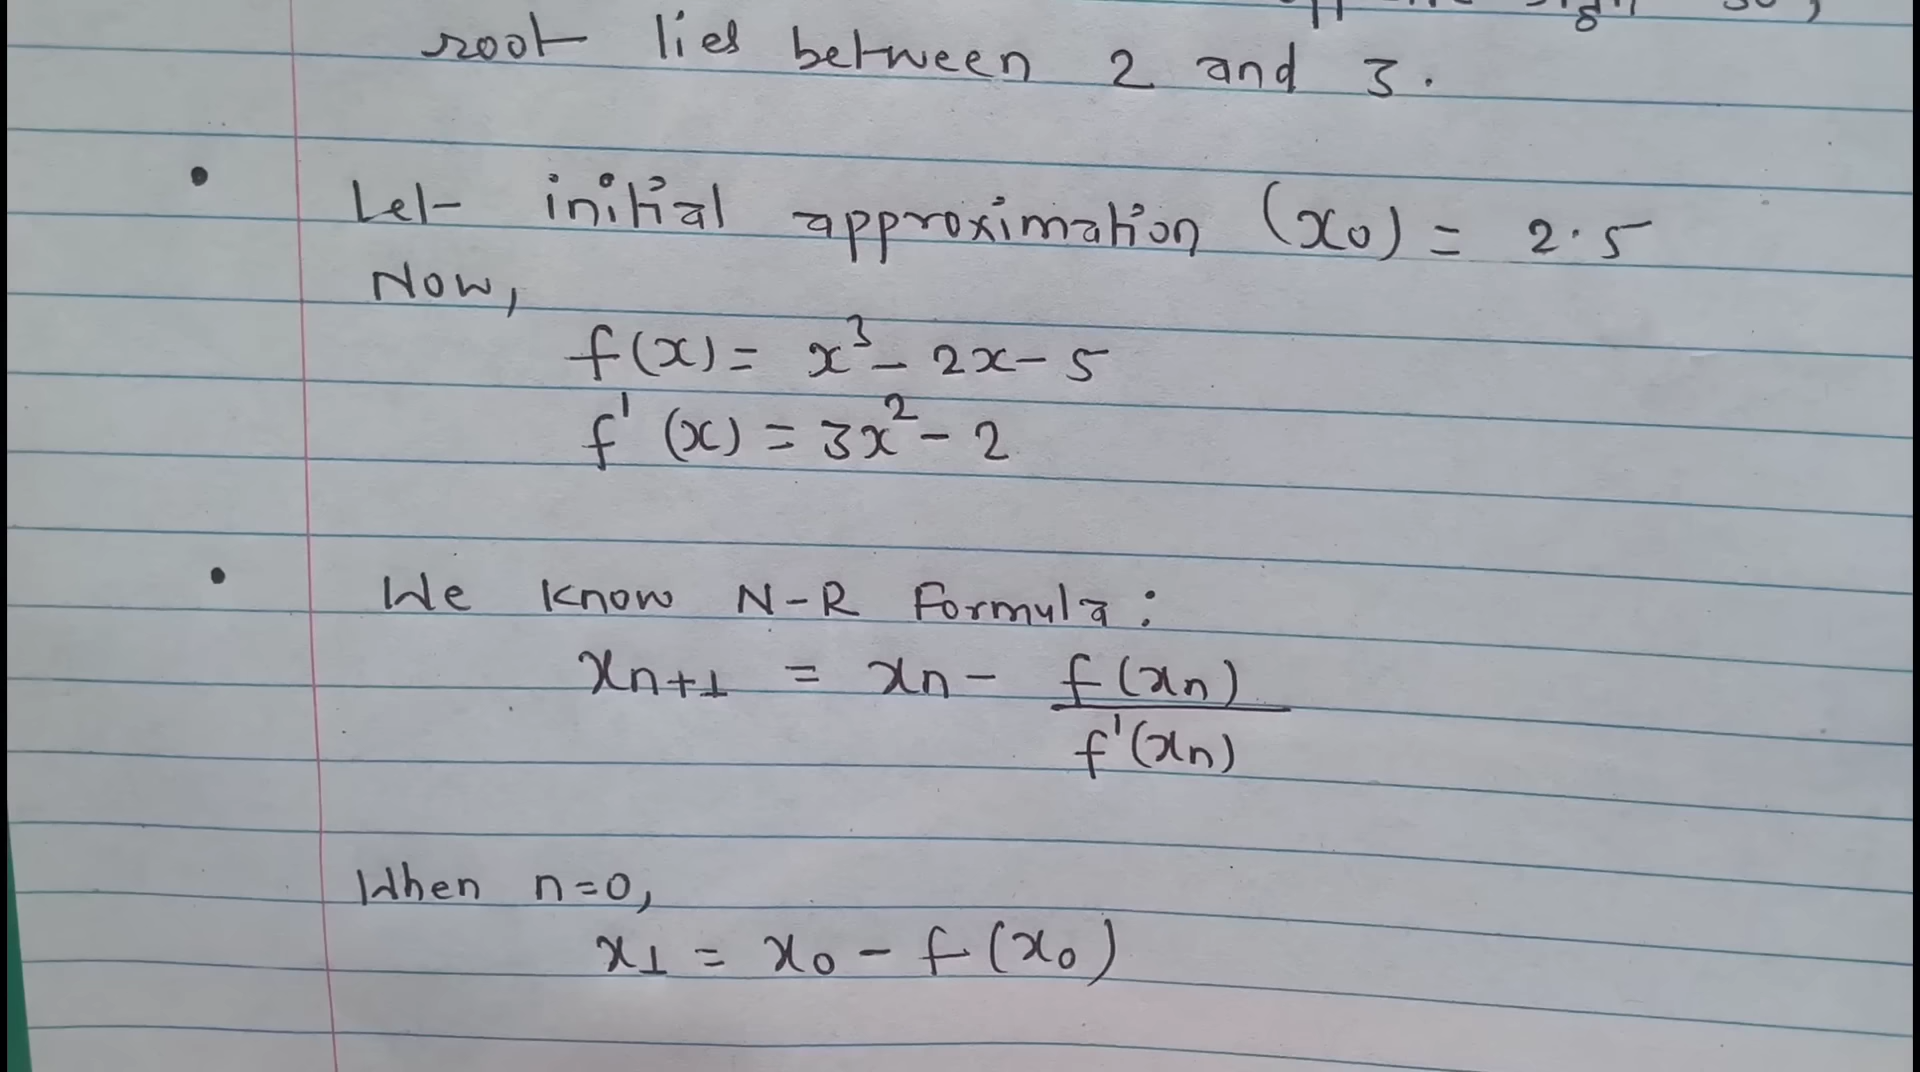 root lies between 2 and 3.
• Let initial approximation (x₀) = 2.5
Now,
f(x) = x³ - 2x - 5
f'(x) = 3x² - 2
• We know N-R Formula:
xₙ₊₁ = xₙ - f(xₙ)
f'(xₙ)
When n=0,
x₁ = x₀ - f(x₀)